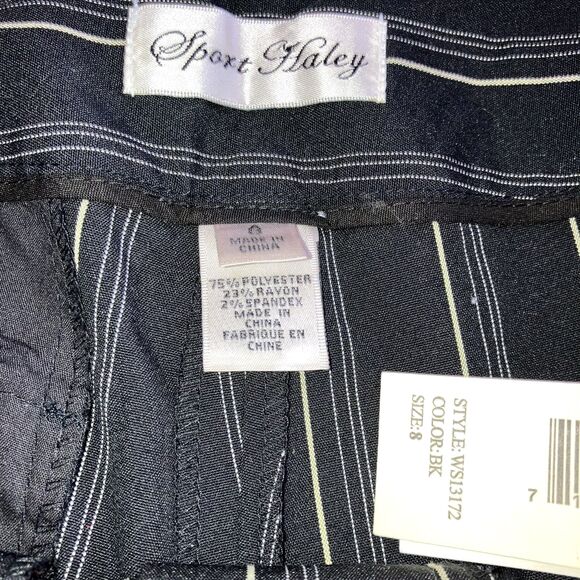 Sport Haley
MADE IN
CHINA
75% POLYESTER
23% RAYON
2% SPANDEX
MADE IN
CHINA
FABRIQUE EN
CHINE
STYLE:WS13172
COLOR:BK
SIZE:8
7